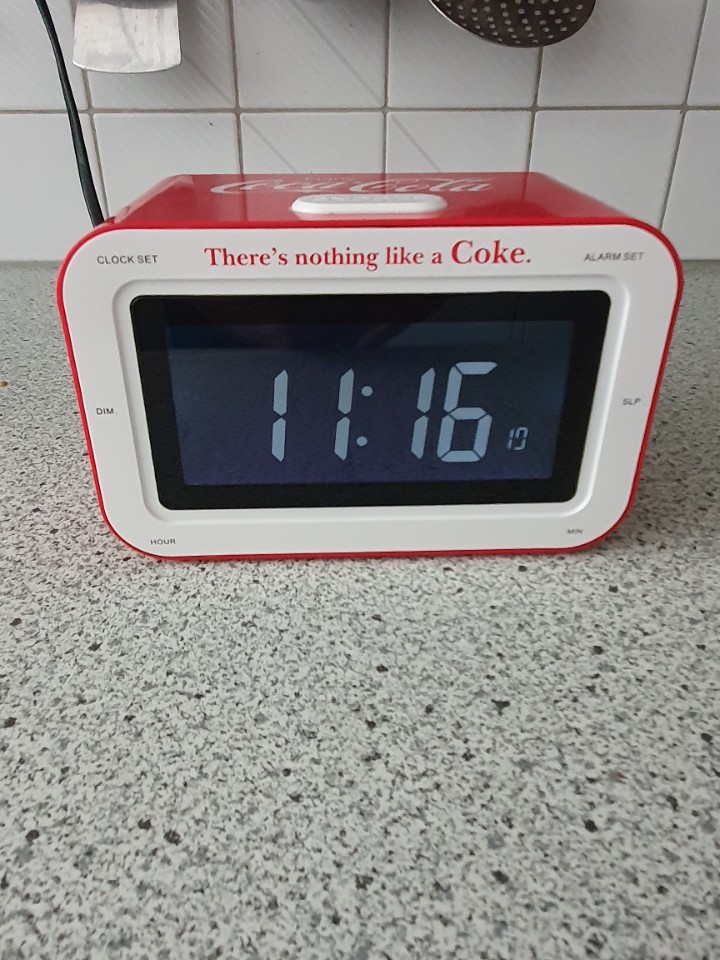 Coca-Cola
CLOCK SET
There's nothing like a Coke.
ALARM SET
DIM.
11:16
10
SLP
HOUR
MIN